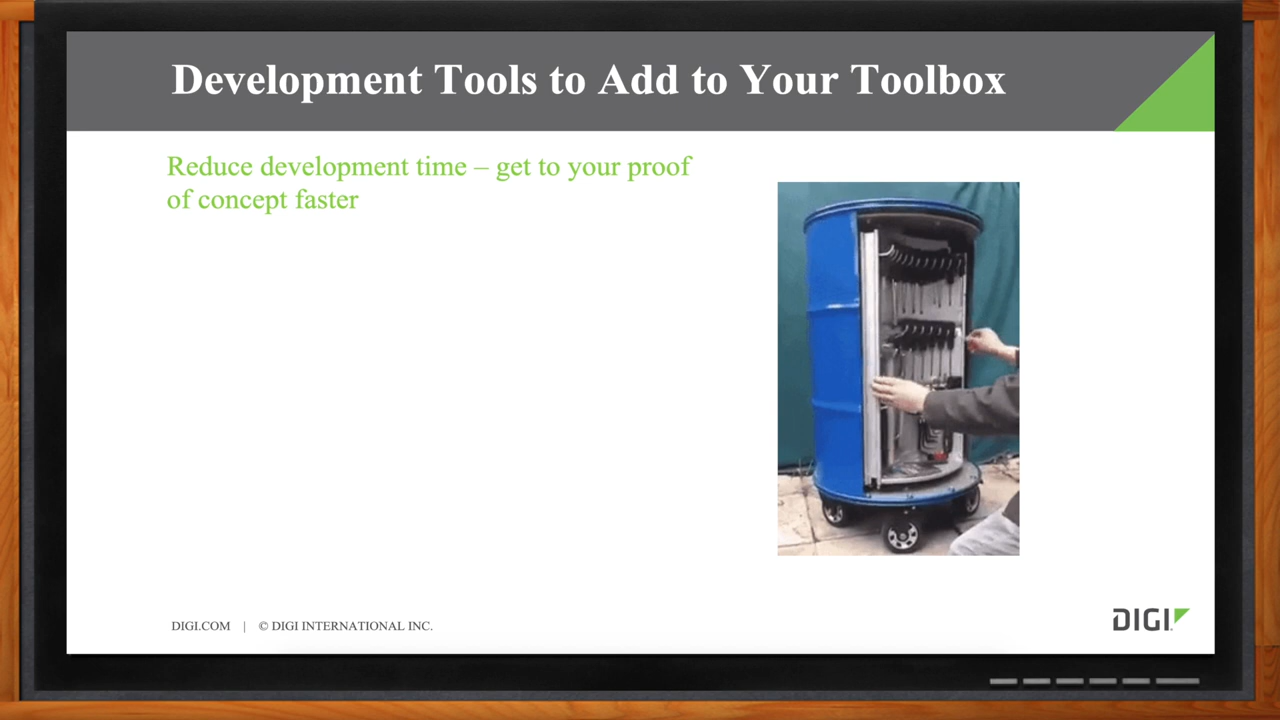 Development Tools to Add to Your Toolbox
Reduce development time – get to your proof
of concept faster
DIGI.COM | © DIGI INTERNATIONAL INC.
DIGI